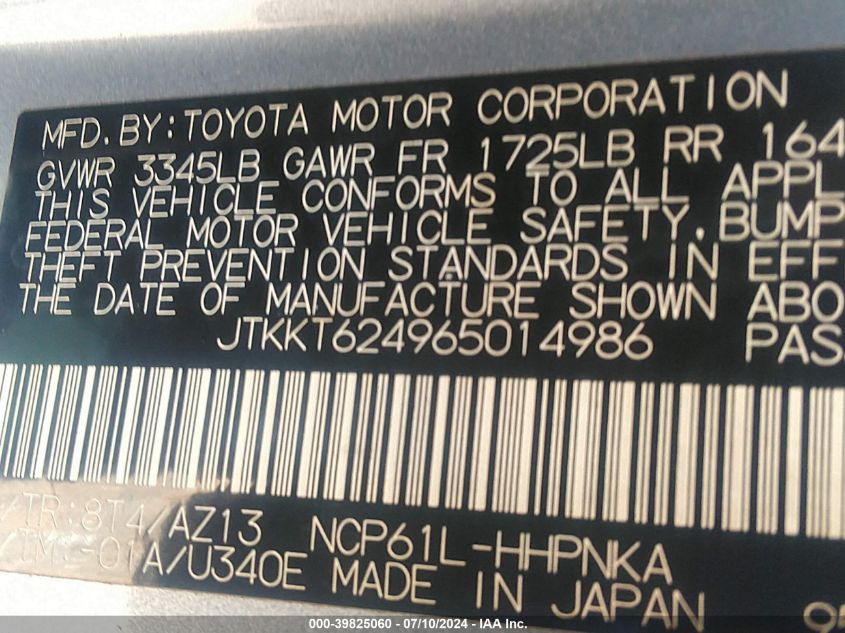 MFD. BY: TOYOTA MOTOR CORPORATION
GVWR 3345LB GAWR FR 1725LB RR 164
THIS VEHICLE CONFORMS TO ALL APPL
FEDERAL MOTOR VEHICLE SAFETY. BUMP
THEFT PREVENTION STANDARDS IN EFF
THE DATE OF MANUFACTURE SHOWN ABO
JTKKT624965014986 PAS
/TR:8T4/AZ13 NCP61L-HHPNKA
/TM:-01A/U340E MADE IN JAPAN
000-39825060 - 07/10/2024 - IAA Inc.